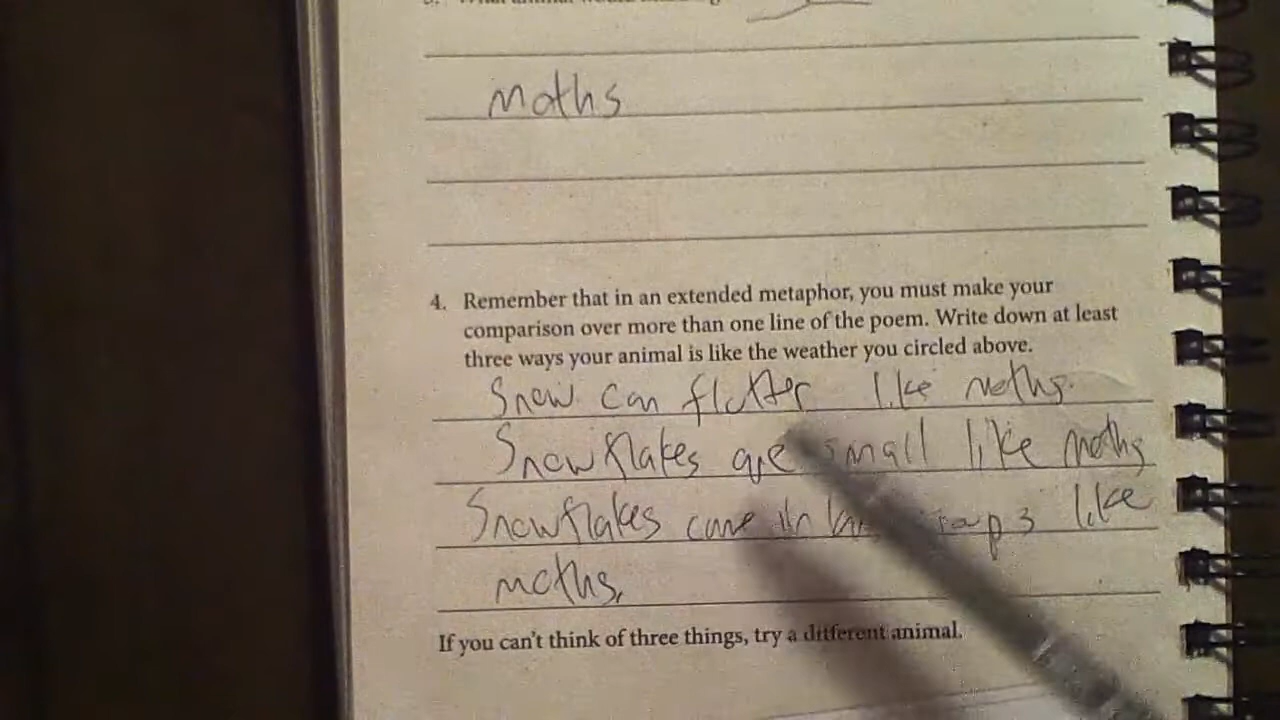 moths
4. Remember that in an extended metaphor, you must make your
comparison over more than one line of the poem. Write down at least
three ways your animal is like the weather you circled above.
Snow can flutter like moths.
Snowflakes are small like moths
Snowflakes come in like
moths.
If you can't think of three things, try a different animal.